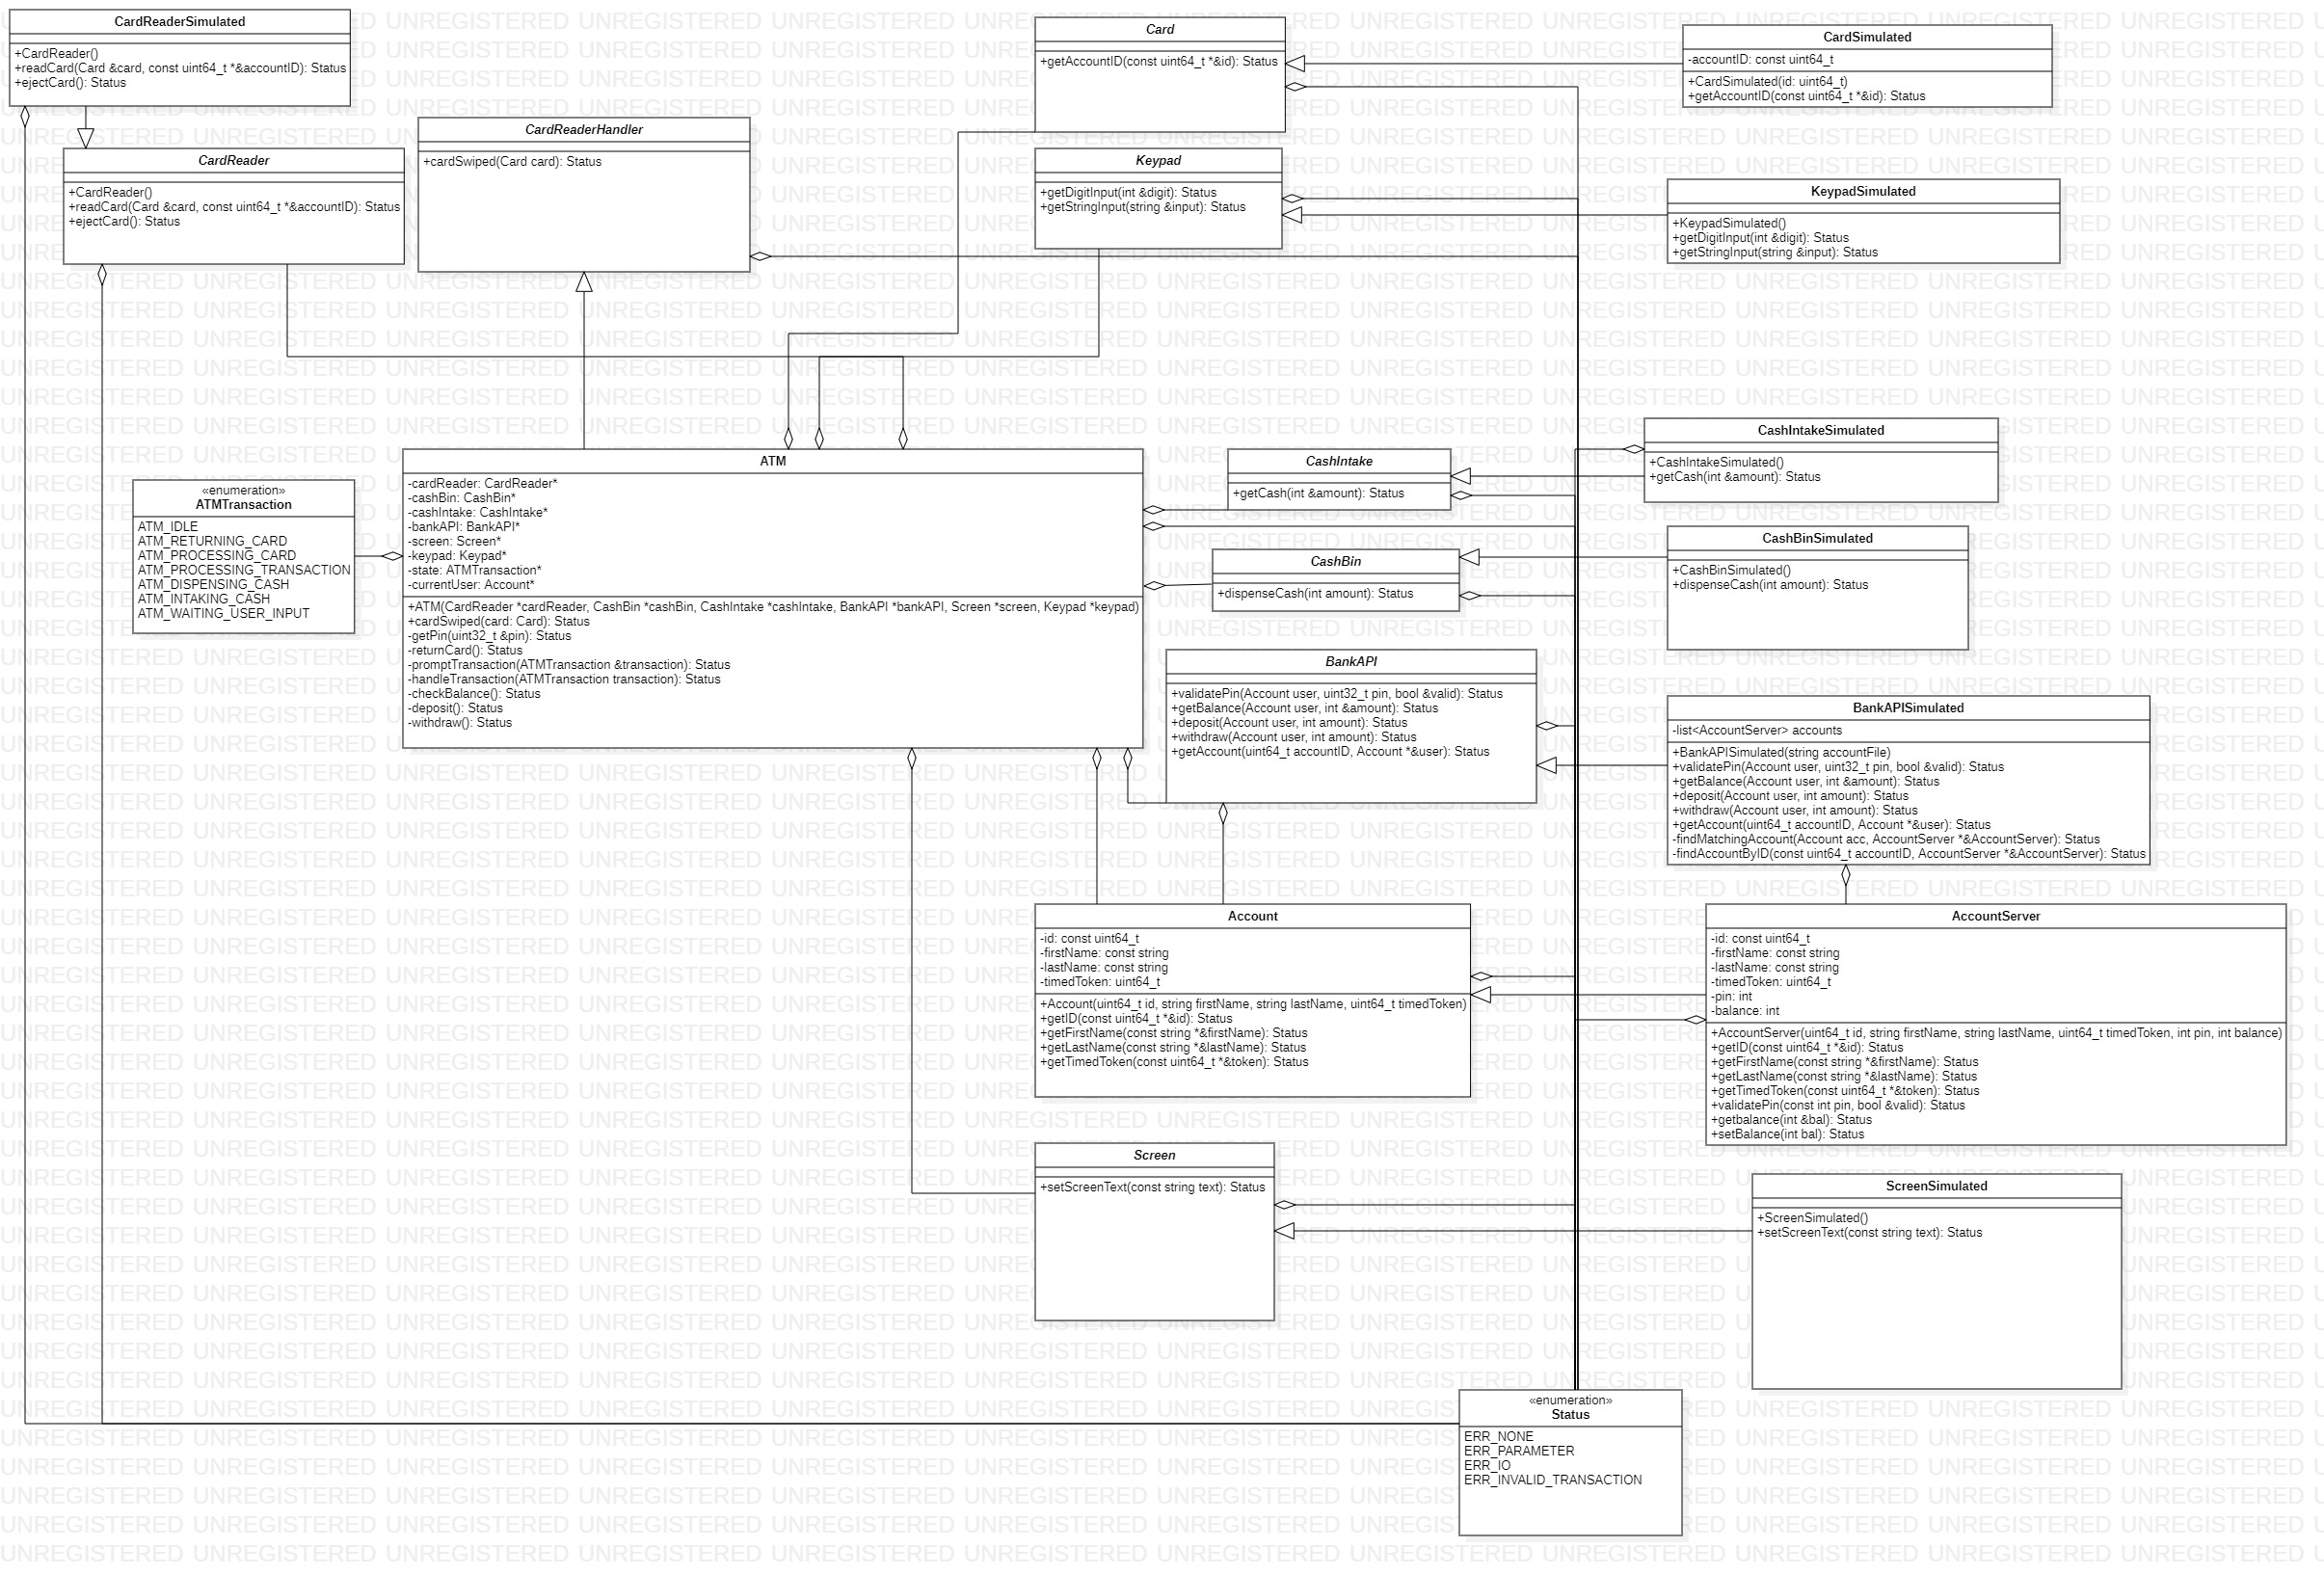 CardReaderSimulated
+CardReader()
+readCard(Card &card, const uint64_t *&accountID): Status
+ejectCard(): Status
CardReader
+CardReader()
+readCard(Card &card, const uint64_t *&accountID): Status
+ejectCard(): Status
CardReaderHandler
+cardSwiped(Card card): Status
Card
+getAccountID(const uint64_t *&id): Status
CardSimulated
-accountID: const uint64_t
+CardSimulated(id: uint64_t)
+getAccountID(const uint64_t *&id): Status
Keypad
+getDigitInput(int &digit): Status
+getStringInput(string &input): Status
KeypadSimulated
+KeypadSimulated()
+getDigitInput(int &digit): Status
+getStringInput(string &input): Status
«enumeration»
ATMTransaction
ATM_IDLE
ATM_RETURNING_CARD
ATM_PROCESSING_CARD
ATM_PROCESSING_TRANSACTION
ATM_DISPENSING_CASH
ATM_INTAKING_CASH
ATM_WAITING_USER_INPUT
ATM
-cardReader: CardReader*
-cashBin: CashBin*
-cashIntake: CashIntake*
-bankAPI: BankAPI*
-screen: Screen*
-keypad: Keypad*
-state: ATMTransaction*
-currentUser: Account*
+ATM(CardReader *cardReader, CashBin *cashBin, CashIntake *cashIntake, BankAPI *bankAPI, Screen *screen, Keypad *keypad)
+cardSwiped(card: Card): Status
-getPin(uint32_t &pin): Status
-returnCard(): Status
-promptTransaction(ATMTransaction &transaction): Status
-handleTransaction(ATMTransaction transaction): Status
-checkBalance(): Status
-deposit(): Status
-withdraw(): Status
CashIntake
+getCash(int &amount): Status
CashIntakeSimulated
+CashIntakeSimulated()
+getCash(int &amount): Status
CashBin
+dispenseCash(int amount): Status
CashBinSimulated
+CashBinSimulated()
+dispenseCash(int amount): Status
BankAPI
+validatePin(Account user, uint32_t pin, bool &valid): Status
+getBalance(Account user, int &amount): Status
+deposit(Account user, int amount): Status
+withdraw(Account user, int amount): Status
+getAccount(uint64_t accountID, Account *&user): Status
BankAPISimulated
-list<AccountServer> accounts
+BankAPISimulated(string accountFile)
+validatePin(Account user, uint32_t pin, bool &valid): Status
+getBalance(Account user, int &amount): Status
+deposit(Account user, int amount): Status
+withdraw(Account user, int amount): Status
+getAccount(uint64_t accountID, Account *&user): Status
-findMatchingAccount(Account acc, AccountServer *&AccountServer): Status
-findAccountByID(const uint64_t accountID, AccountServer *&AccountServer): Status
Account
-id: const uint64_t
-firstName: const string
-lastName: const string
-timedToken: uint64_t
+Account(uint64_t id, string firstName, string lastName, uint64_t timedToken)
+getID(const uint64_t *&id): Status
+getFirstName(const string *&firstName): Status
+getLastName(const string *&lastName): Status
+getTimedToken(const uint64_t *&token): Status
AccountServer
-id: const uint64_t
-firstName: const string
-lastName: const string
-timedToken: uint64_t
-pin: int
-balance: int
+AccountServer(uint64_t id, string firstName, string lastName, uint64_t timedToken, int pin, int balance)
+getID(const uint64_t *&id): Status
+getFirstName(const string *&firstName): Status
+getLastName(const string *&lastName): Status
+getTimedToken(const uint64_t *&token): Status
+validatePin(const int pin, bool &valid): Status
+getbalance(int &bal): Status
+setBalance(int bal): Status
Screen
+setScreenText(const string text): Status
ScreenSimulated
+ScreenSimulated()
+setScreenText(const string text): Status
«enumeration»
Status
ERR_NONE
ERR_PARAMETER
ERR_IO
ERR_INVALID_TRANSACTION
UNREGISTERED